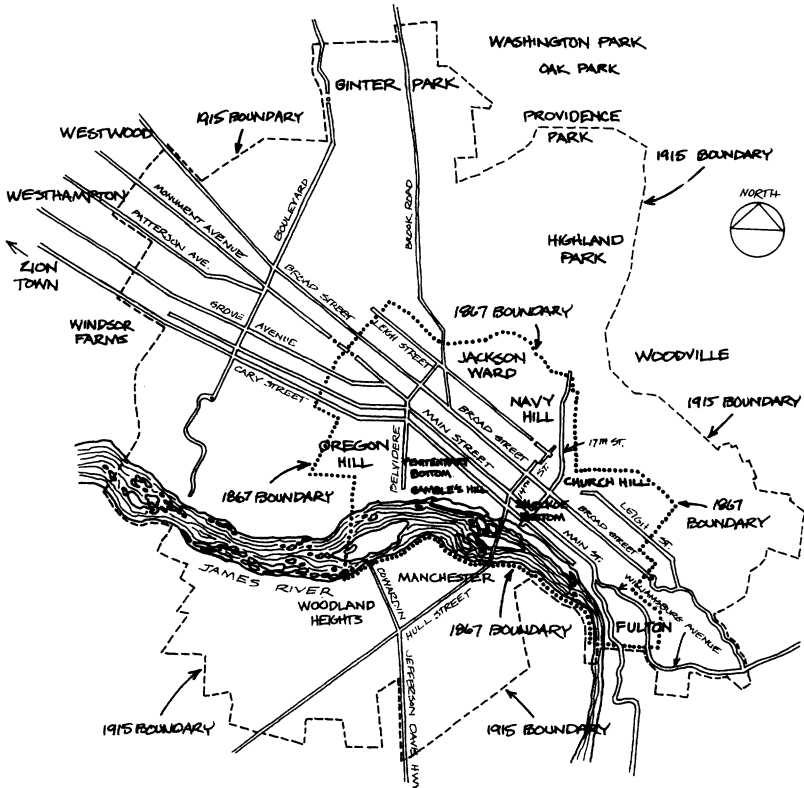 WASHINGTON PARK
OAK PARK
GINTER PARK
1915 BOUNDARY
PROVIDENCE
PARK
WESTWOOD
1915 BOUNDARY
NORTH
WESTHAMPTON
MONUMENT AVENUE
BOULEVARD
BROOK ROAD
PATTERSON AVE.
HIGHLAND
PARK
ZION
TOWN
BROAD STREET
GROVE AVENUE
1867 BOUNDARY
WINDSOR
FARMS
LEIGH STREET
JACKSON
WARD
WOODVILLE
CARY STREET
NAVY
HILL
1915 BOUNDARY
MAIN STREET
BROAD STREET
17TH ST.
OREGON
HILL
BELVIDERE
PENITENTIARY
BOTTOM
14TH ST.
CHURCH HILL
1867 BOUNDARY
GAMBLE'S HILL
BOTTOM
LEIGH ST.
1867
BOUNDARY
BROAD STREET
MAIN ST.
JAMES RIVER
MANCHESTER
COWARDIN
WILLIAMSBURG AVENUE
WOODLAND
HEIGHTS
HULL STREET
1867 BOUNDARY
FULTON
JEFFERSON DAVIS HWY
1915 BOUNDARY
1915 BOUNDARY